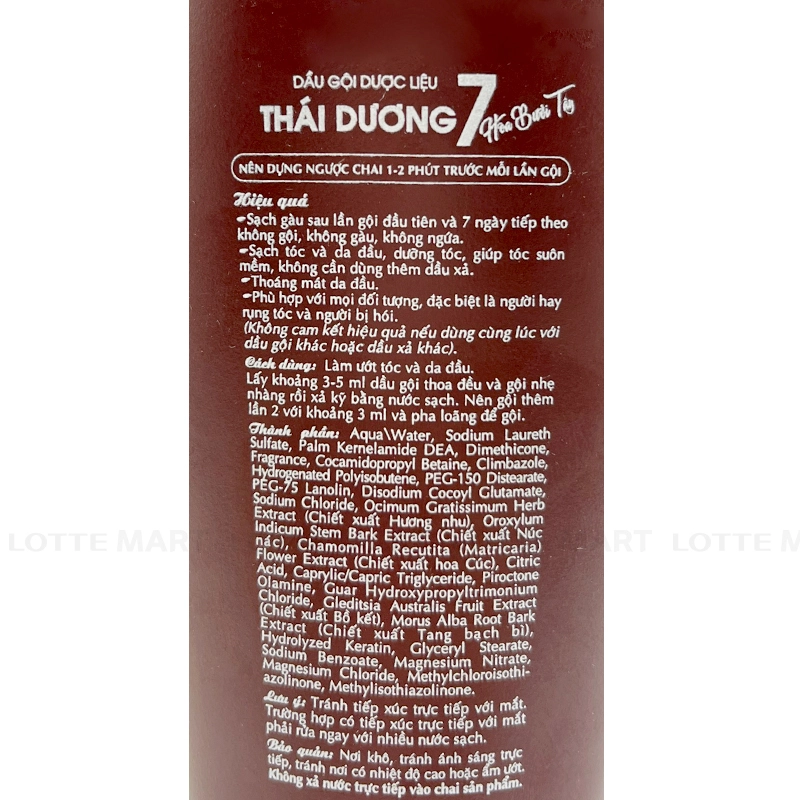 DẦU GỘI DƯỢC LIỆU
THÁI DƯƠNG 7
Hoa Bưởi Tây
NÊN DỰNG NGƯỢC CHAI 1-2 PHÚT TRƯỚC MỖI LẦN GỘI
Hiệu quả
-Sạch gàu sau lần gội đầu tiên và 7 ngày tiếp theo
không gội, không gàu, không ngứa.
-Sạch tóc và da đầu, dưỡng tóc, giúp tóc suôn
mềm, không cần dùng thêm dầu xả.
-Thoáng mát da đầu.
-Phù hợp với mọi đối tượng, đặc biệt là người hay
rụng tóc và người bị hói.
(Không cam kết hiệu quả nếu dùng cùng lúc với
dầu gội khác hoặc dầu xả khác).
Cách dùng: Làm ướt tóc và da đầu.
Lấy khoảng 3-5 ml dầu gội thoa đều và gội nhẹ
nhàng rồi xả kỹ bằng nước sạch. Nên gội thêm
lần 2 với khoảng 3 ml và pha loãng để gội.
Thành phần: Aqua\Water, Sodium Laureth
Sulfate, Palm Kernelamide DEA, Dimethicone,
Fragrance, Cocamidopropyl Betaine, Climbazole,
Hydrogenated Polyisobutene, PEG-150 Distearate,
PEG-75 Lanolin, Disodium Cocoyl Glutamate,
Sodium Chloride, Ocimum Gratissimum Herb
Extract (Chiết xuất Hương nhu), Oroxylum
Indicum Stem Bark Extract (Chiết xuất Núc
nác), Chamomilla Recutita (Matricaria)
Flower Extract (Chiết xuất hoa Cúc), Citric
Acid, Caprylic/Capric Triglyceride, Piroctone
Olamine, Guar Hydroxypropyltrimonium
Chloride, Gleditsia Australis Fruit Extract
(Chiết xuất Bồ kết), Morus Alba Root Bark
Extract (Chiết xuất Tang bạch bì),
Hydrolyzed Keratin, Glyceryl Stearate,
Sodium Benzoate, Magnesium Nitrate,
Magnesium Chloride, Methylchloroisothi-
azolinone, Methylisothiazolinone.
Lưu ý: Tránh tiếp xúc trực tiếp với mắt.
Trường hợp có tiếp xúc trực tiếp với mắt
phải rửa ngay với nhiều nước sạch.
Bảo quản: Nơi khô, tránh ánh sáng trực
tiếp, tránh nơi có nhiệt độ cao hoặc ẩm ướt.
Không xả nước trực tiếp vào chai sản phẩm.
LOTTE MART
MART
LOTTE M